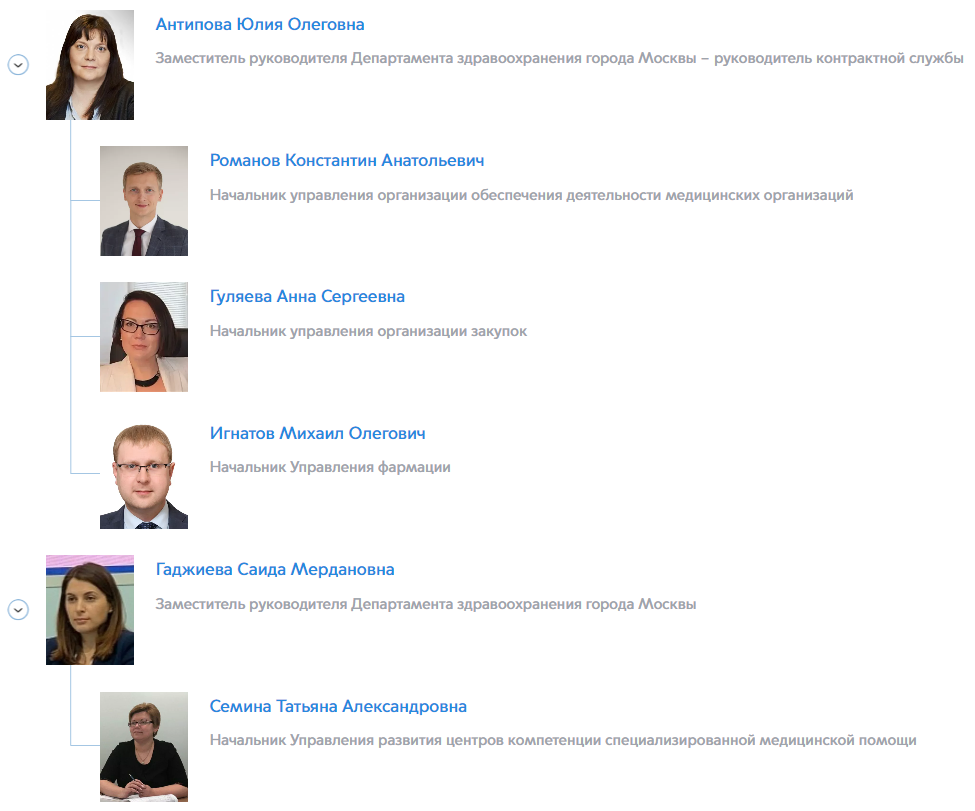 Антипова Юлия Олеговна
Заместитель руководителя Департамента здравоохранения города Москвы – руководитель контрактной службы
Романов Константин Анатольевич
Начальник управления организации обеспечения деятельности медицинских организаций
Гуляева Анна Сергеевна
Начальник управления организации закупок
Игнатов Михаил Олегович
Начальник Управления фармации
Гаджиева Саида Мердановна
Заместитель руководителя Департамента здравоохранения города Москвы
Семина Татьяна Александровна
Начальник Управления развития центров компетенции специализированной медицинской помощи